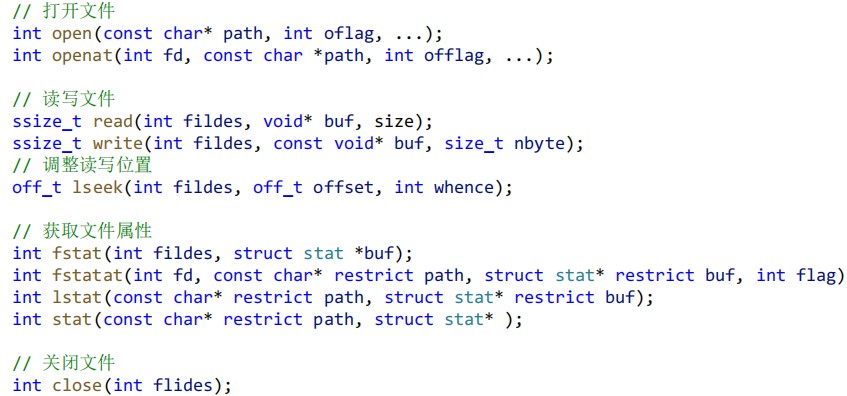 // 打开文件
int open(const char* path, int oflag, ...);
int openat(int fd, const char *path, int offlag, ...);
// 读写文件
ssize_t read(int fildes, void* buf, size);
ssize_t write(int fildes, const void* buf, size_t nbyte);
// 调整读写位置
off_t lseek(int fildes, off_t offset, int whence);
// 获取文件属性
int fstat(int fildes, struct stat *buf);
int fstatat(int fd, const char* restrict path, struct stat* restrict buf, int flag)
int lstat(const char* restrict path, struct stat* restrict buf);
int stat(const char* restrict path, struct stat* );
// 关闭文件
int close(int flides);